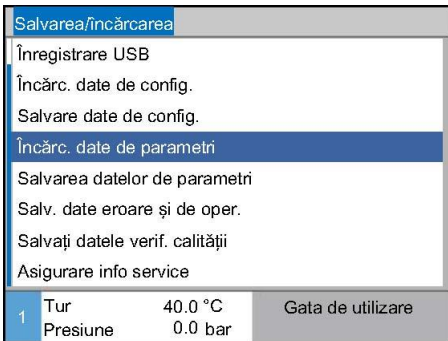 Salvarea/încărcarea
Înregistrare USB
Încărc. date de config.
Salvare date de config.
Încărc. date de parametri
Salvarea datelor de parametri
Salv. date eroare și de oper.
Salvați datele verif. calității
Asigurare info service
1 Tur 40.0 °C Gata de utilizare
Presiune 0.0 bar